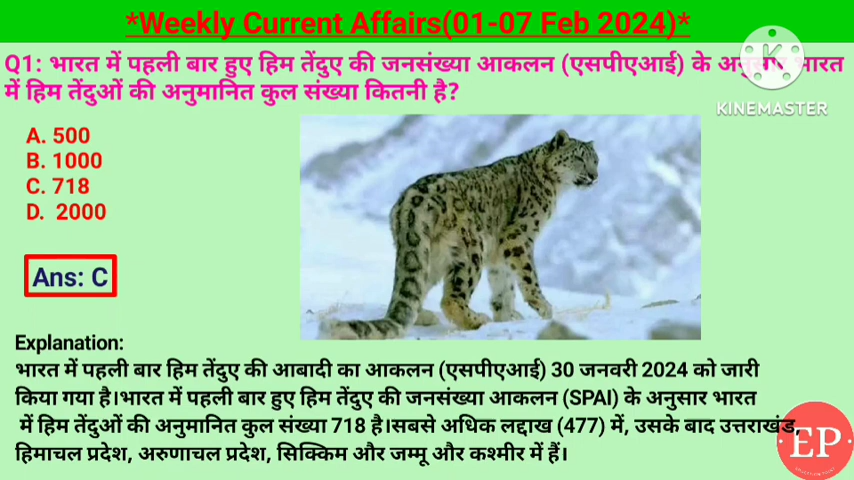 *Weekly Current Affairs(01-07 Feb 2024)*
Q1: भारत में पहली बार हुए हिम तेंदुए की जनसंख्या आकलन (एसपीएआई) के भारत
में हिम तेंदुओं की अनुमानित कुल संख्या कितनी है?
KINEMASTER
A. 500
B. 1000
C. 718
D. 2000
Ans: C
Explanation:
भारत में पहली बार हिम तेंदुए की आबादी का आकलन (एसपीएआई) 30 जनवरी 2024 को जारी
किया गया है।भारत में पहली बार हुए हिम तेंदुए की जनसंख्या आकलन (SPAI) के अनुसार भारत
में हिम तेंदुओं की अनुमानित कुल संख्या 718 है।सबसे अधिक लद्दाख (477) में, उसके बाद उत्तराखंड,
हिमाचल प्रदेश, अरुणाचल प्रदेश, सिक्किम और जम्मू और कश्मीर में हैं।
EP